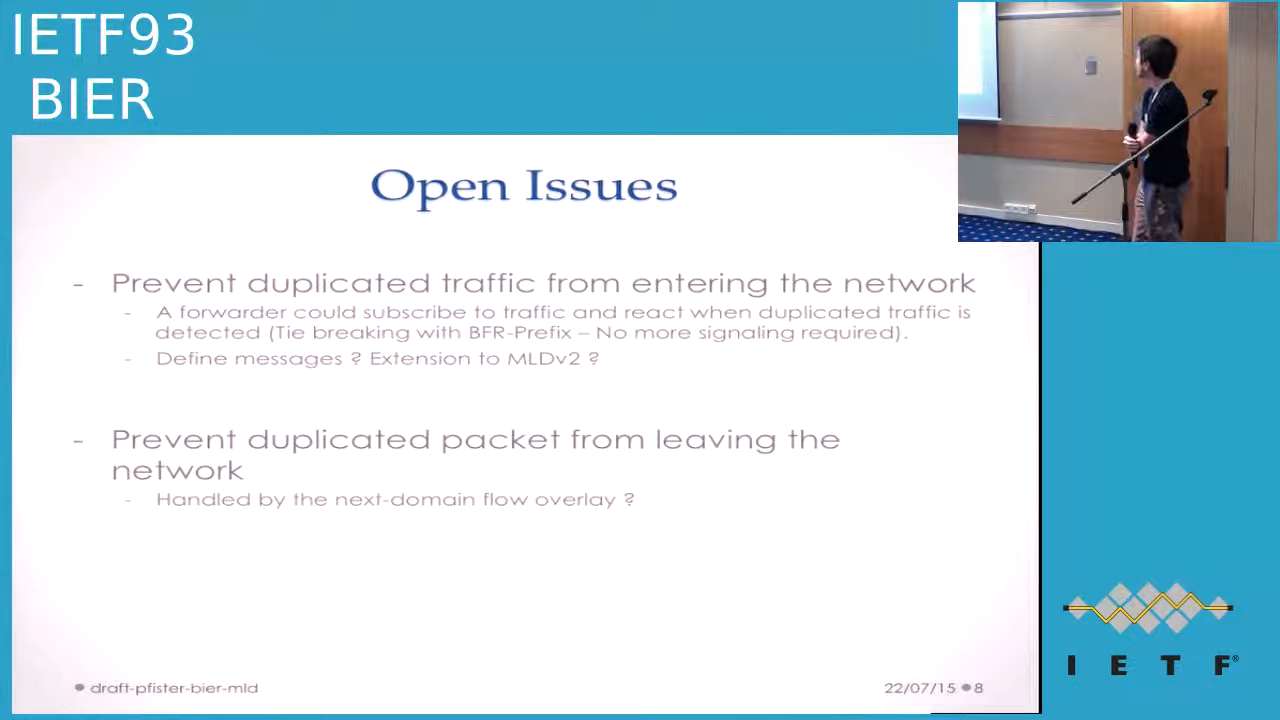 IETF93
BIER
Open Issues
- Prevent duplicated traffic from entering the network
- A forwarder could subscribe to traffic and react when duplicated traffic is
detected (Tie breaking with BFR-Prefix – No more signaling required).
- Define messages ? Extension to MLDv2 ?
- Prevent duplicated packet from leaving the
network
- Handled by the next-domain flow overlay ?
draft-pfister-bier-mld
22/07/15
8
I E T F®